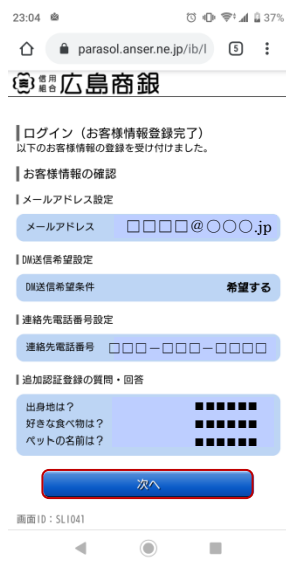 23:04 37%
parasol.anser.ne.jp/ib/l 5
信用組合 広島商銀
ログイン（お客様情報登録完了）
以下のお客様情報の登録を受け付けました。
お客様情報の確認
メールアドレス設定
メールアドレス □□□□@〇〇〇.jp
DM送信希望設定
DM送信希望条件 希望する
連絡先電話番号設定
連絡先電話番号 □□□－□□□－□□□□
追加認証登録の質問・回答
出身地は？ ■■■■■■
好きな食べ物は？ ■■■■■■
ペットの名前は？ ■■■■■■
次へ
画面ID：SLI041